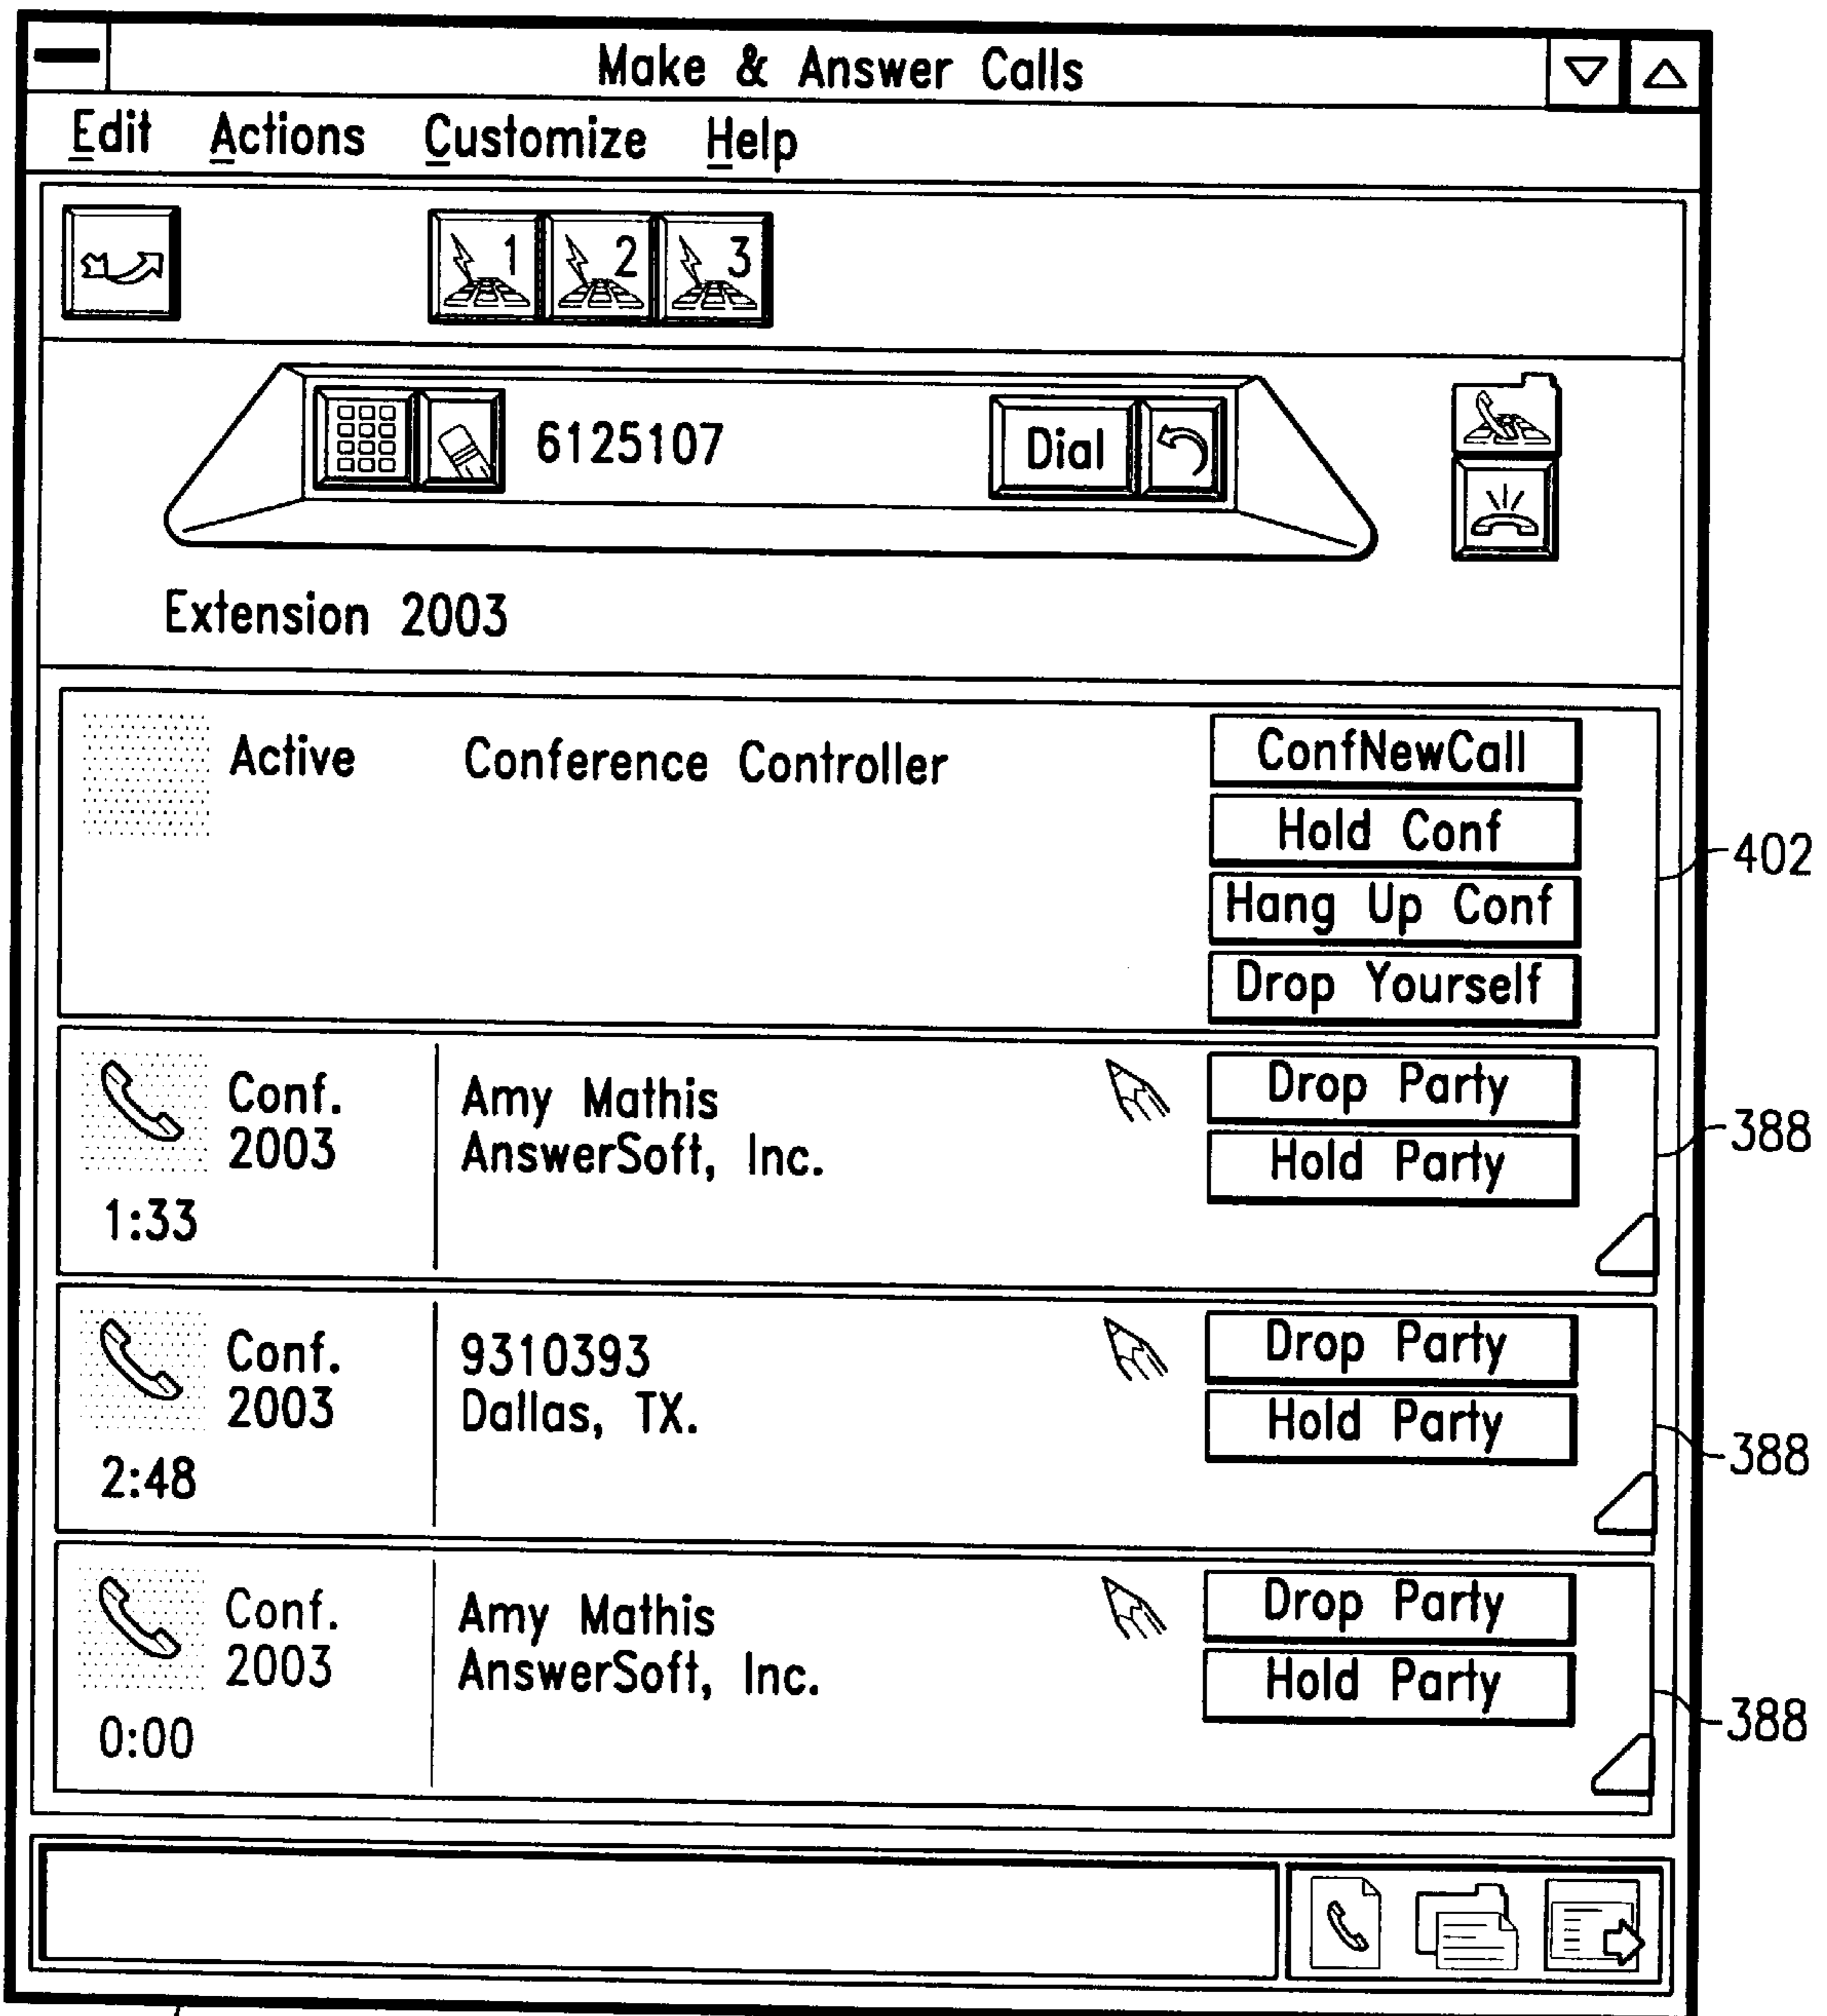 Make & Answer Calls
Edit Actions Customize Help
1 2 3
6125107 Dial
Extension 2003
Active Conference Controller
ConfNewCall
Hold Conf
402
Hang Up Conf
Drop Yourself
Conf. Amy Mathis Drop Party
388
2003 AnswerSoft, Inc. Hold Party
1:33
Conf. 9310393 Drop Party
2003 Dallas, TX. Hold Party
388
2:48
Conf. Amy Mathis Drop Party
2003 AnswerSoft, Inc. Hold Party
388
0:00